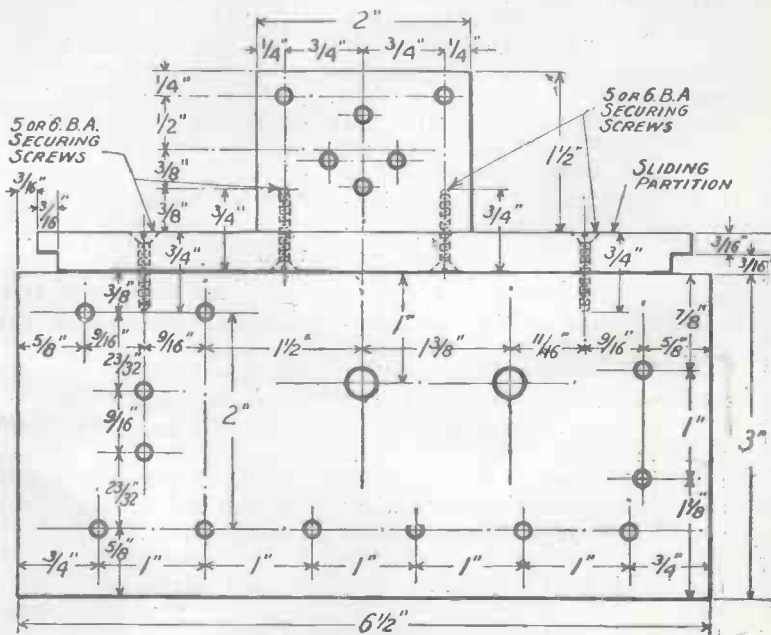 2"
1/4" 3/4" 3/4" 1/4"
1/4"
1/2"
3/8"
3/8"
5 OR 6.B.A.
SECURING
SCREWS
5 OR 6.B.A
SECURING
SCREWS
1 1/2"
SLIDING
PARTITION
3/16"
3/16"
3/4"
3/4"
3/4"
3/4"
3/16"
3/16"
3/8"
1"
7/8"
5/8" 9/16" 9/16" 1 1/2" 1 3/8" 11/16" 9/16" 5/8"
23/32"
9/16"
2"
1"
3"
23/32"
1 1/8"
5/8"
3/4" 1" 1" 1" 1" 1" 3/4"
6 1/2"